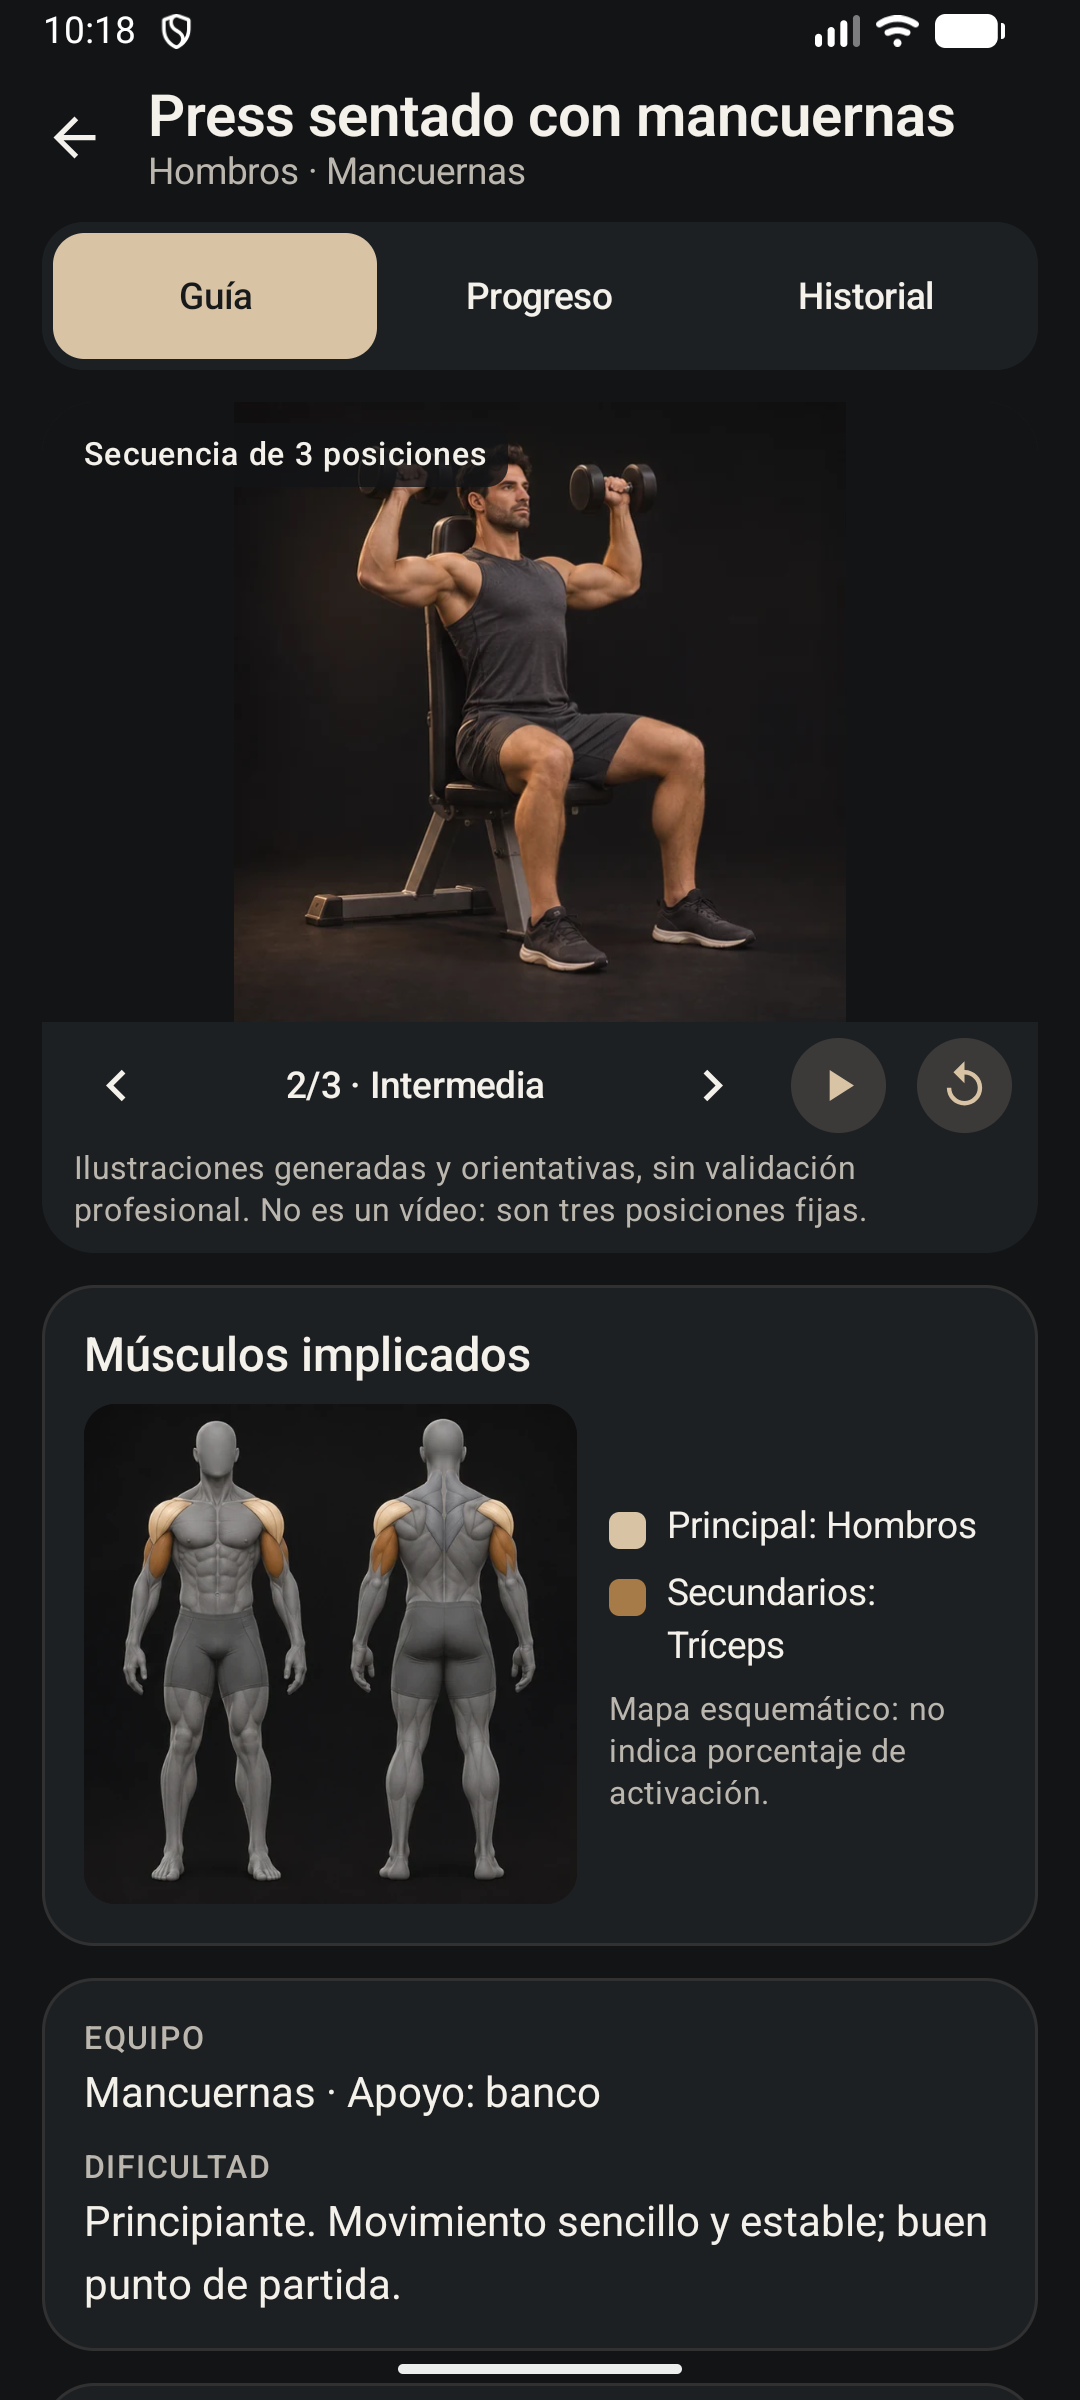 10:18
Press sentado con mancuernas
Hombros · Mancuernas
Guía
Progreso
Historial
Secuencia de 3 posiciones
2/3 · Intermedia
Ilustraciones generadas y orientativas, sin validación
profesional. No es un vídeo: son tres posiciones fijas.
Músculos implicados
Principal: Hombros
Secundarios:
Tríceps
Mapa esquemático: no
indica porcentaje de
activación.
EQUIPO
Mancuernas · Apoyo: banco
DIFICULTAD
Principiante. Movimiento sencillo y estable; buen
punto de partida.